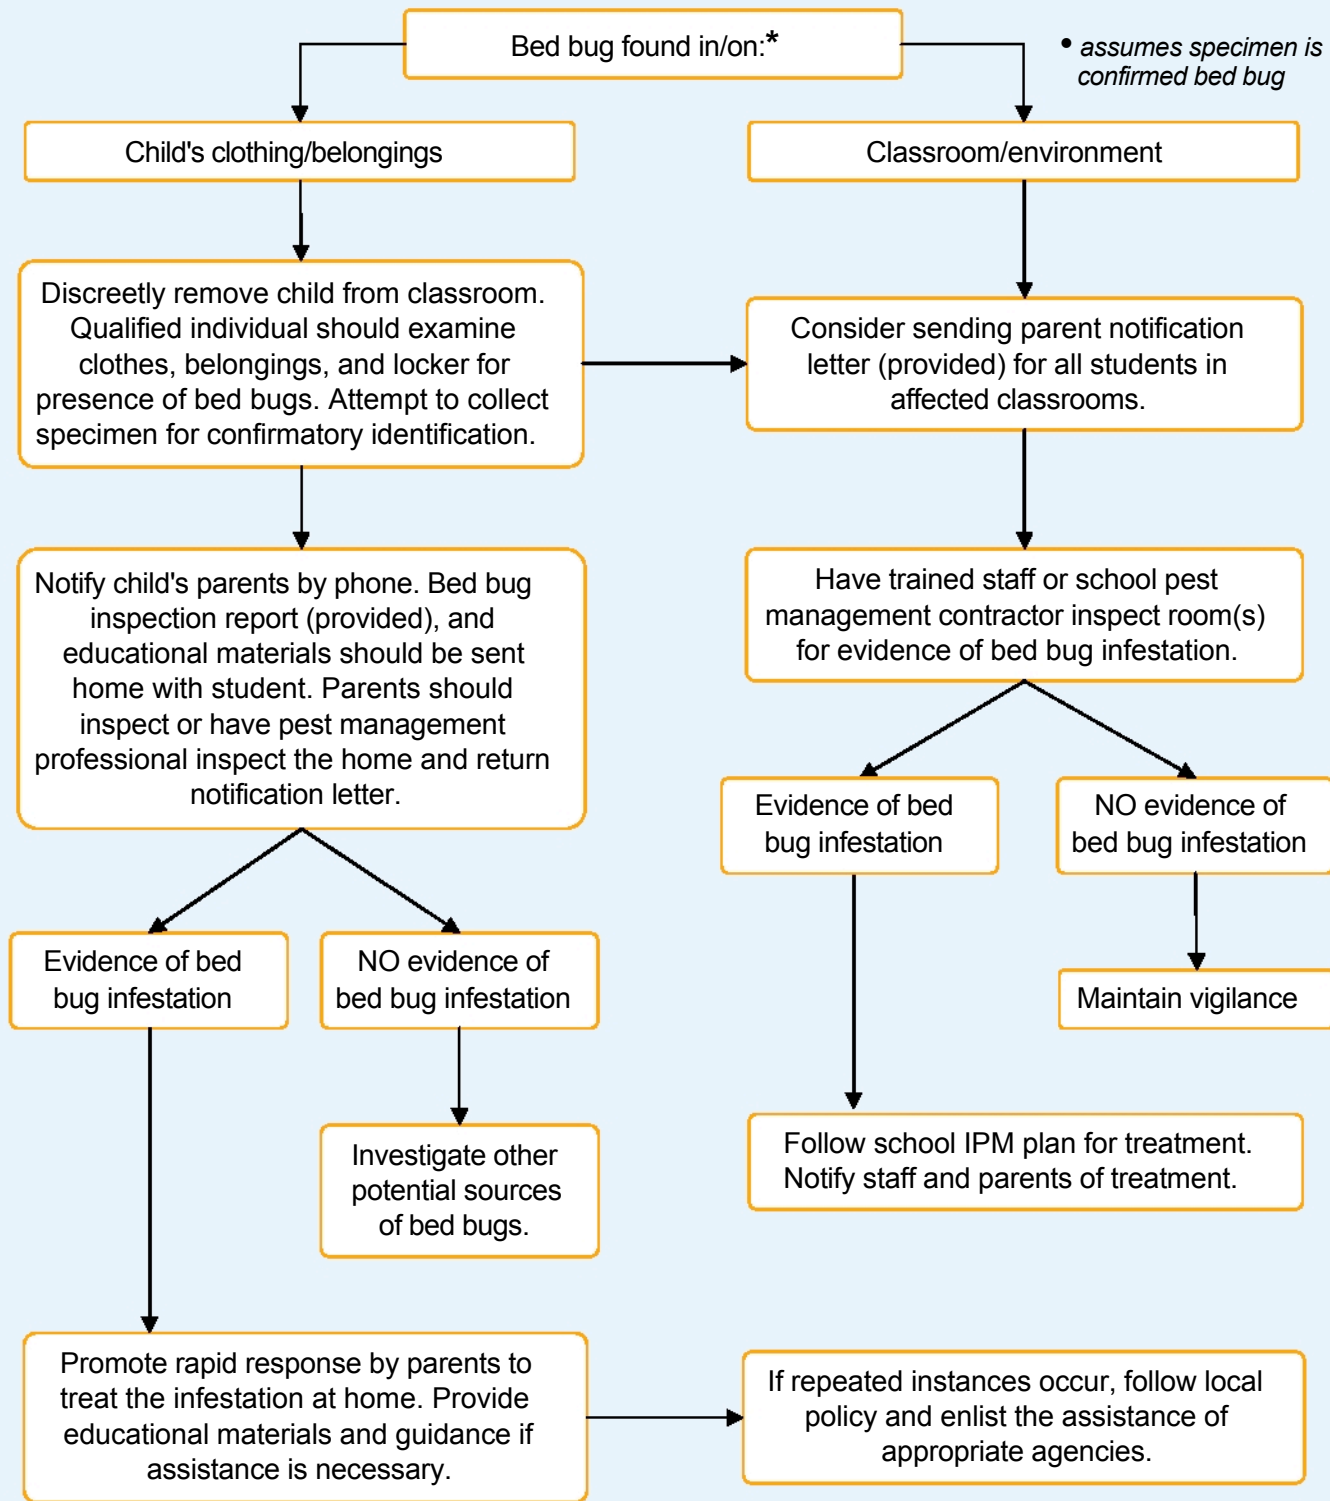 Bed bug found in/on:*
• assumes specimen is
confirmed bed bug
Child's clothing/belongings
Classroom/environment
Discreetly remove child from classroom.
Qualified individual should examine
clothes, belongings, and locker for
presence of bed bugs. Attempt to collect
specimen for confirmatory identification.
Consider sending parent notification
letter (provided) for all students in
affected classrooms.
Notify child's parents by phone. Bed bug
inspection report (provided), and
educational materials should be sent
home with student. Parents should
inspect or have pest management
professional inspect the home and return
notification letter.
Have trained staff or school pest
management contractor inspect room(s)
for evidence of bed bug infestation.
Evidence of bed
bug infestation
NO evidence of
bed bug infestation
Evidence of bed
bug infestation
NO evidence of
bed bug infestation
Maintain vigilance
Investigate other
potential sources
of bed bugs.
Follow school IPM plan for treatment.
Notify staff and parents of treatment.
Promote rapid response by parents to
treat the infestation at home. Provide
educational materials and guidance if
assistance is necessary.
If repeated instances occur, follow local
policy and enlist the assistance of
appropriate agencies.